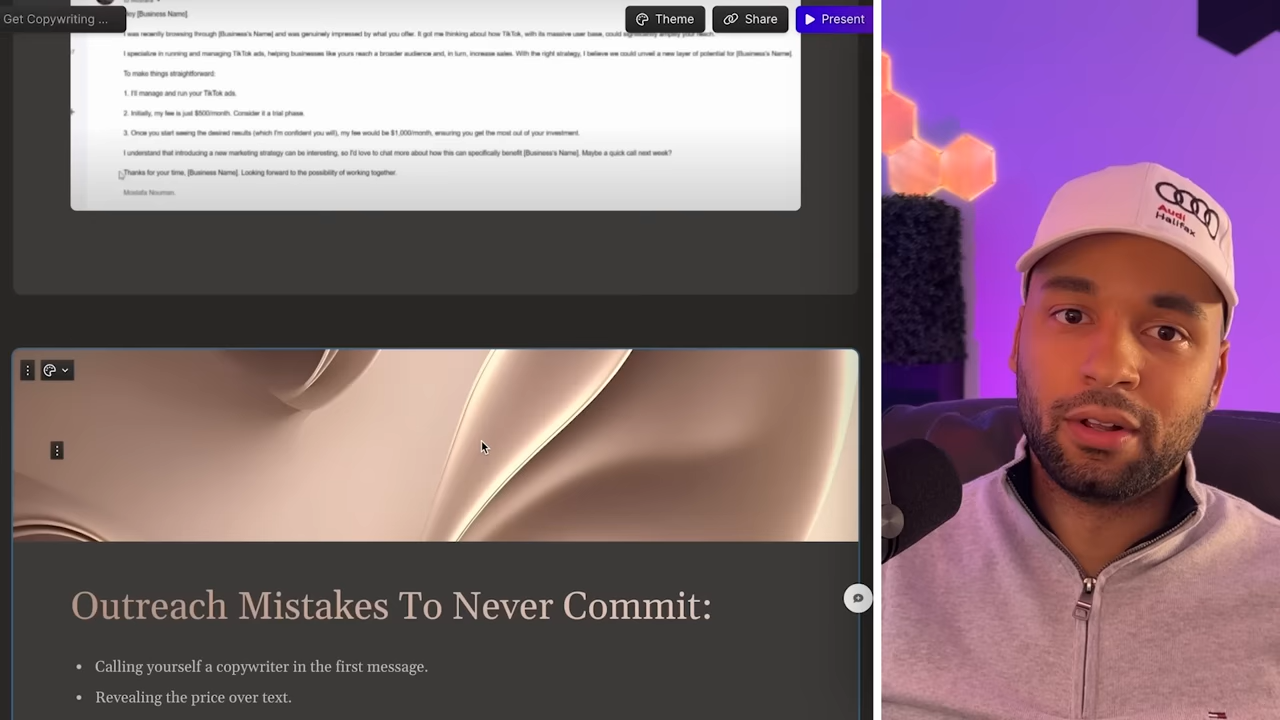 Get Copywriting ...
Theme
Share
Present
Hey [Business Name].
I was recently browsing through [Business's Name] and was genuinely impressed by what you offer. It got me thinking about how TikTok, with its massive user base, could significantly amplify your reach.
I specialize in running and managing TikTok ads, helping businesses like yours reach a broader audience and, in turn, increase sales. With the right strategy, I believe we could unveil a new layer of potential for [Business's Name].
To make things straightforward:
1. I'll manage and run your TikTok ads.
2. Initially, my fee is just $500/month. Consider it a trial phase.
3. Once you start seeing the desired results (which I'm confident you will), my fee would be $1,000/month, ensuring you get the most out of your investment.
I understand that introducing a new marketing strategy can be interesting, so I'd love to chat more about how this can specifically benefit [Business's Name]. Maybe a quick call next week?
Thanks for your time, [Business Name]. Looking forward to the possibility of working together.
Mostafa Nouman.
Audi
Halifax
Outreach Mistakes To Never Commit:
• Calling yourself a copywriter in the first message.
• Revealing the price over text.